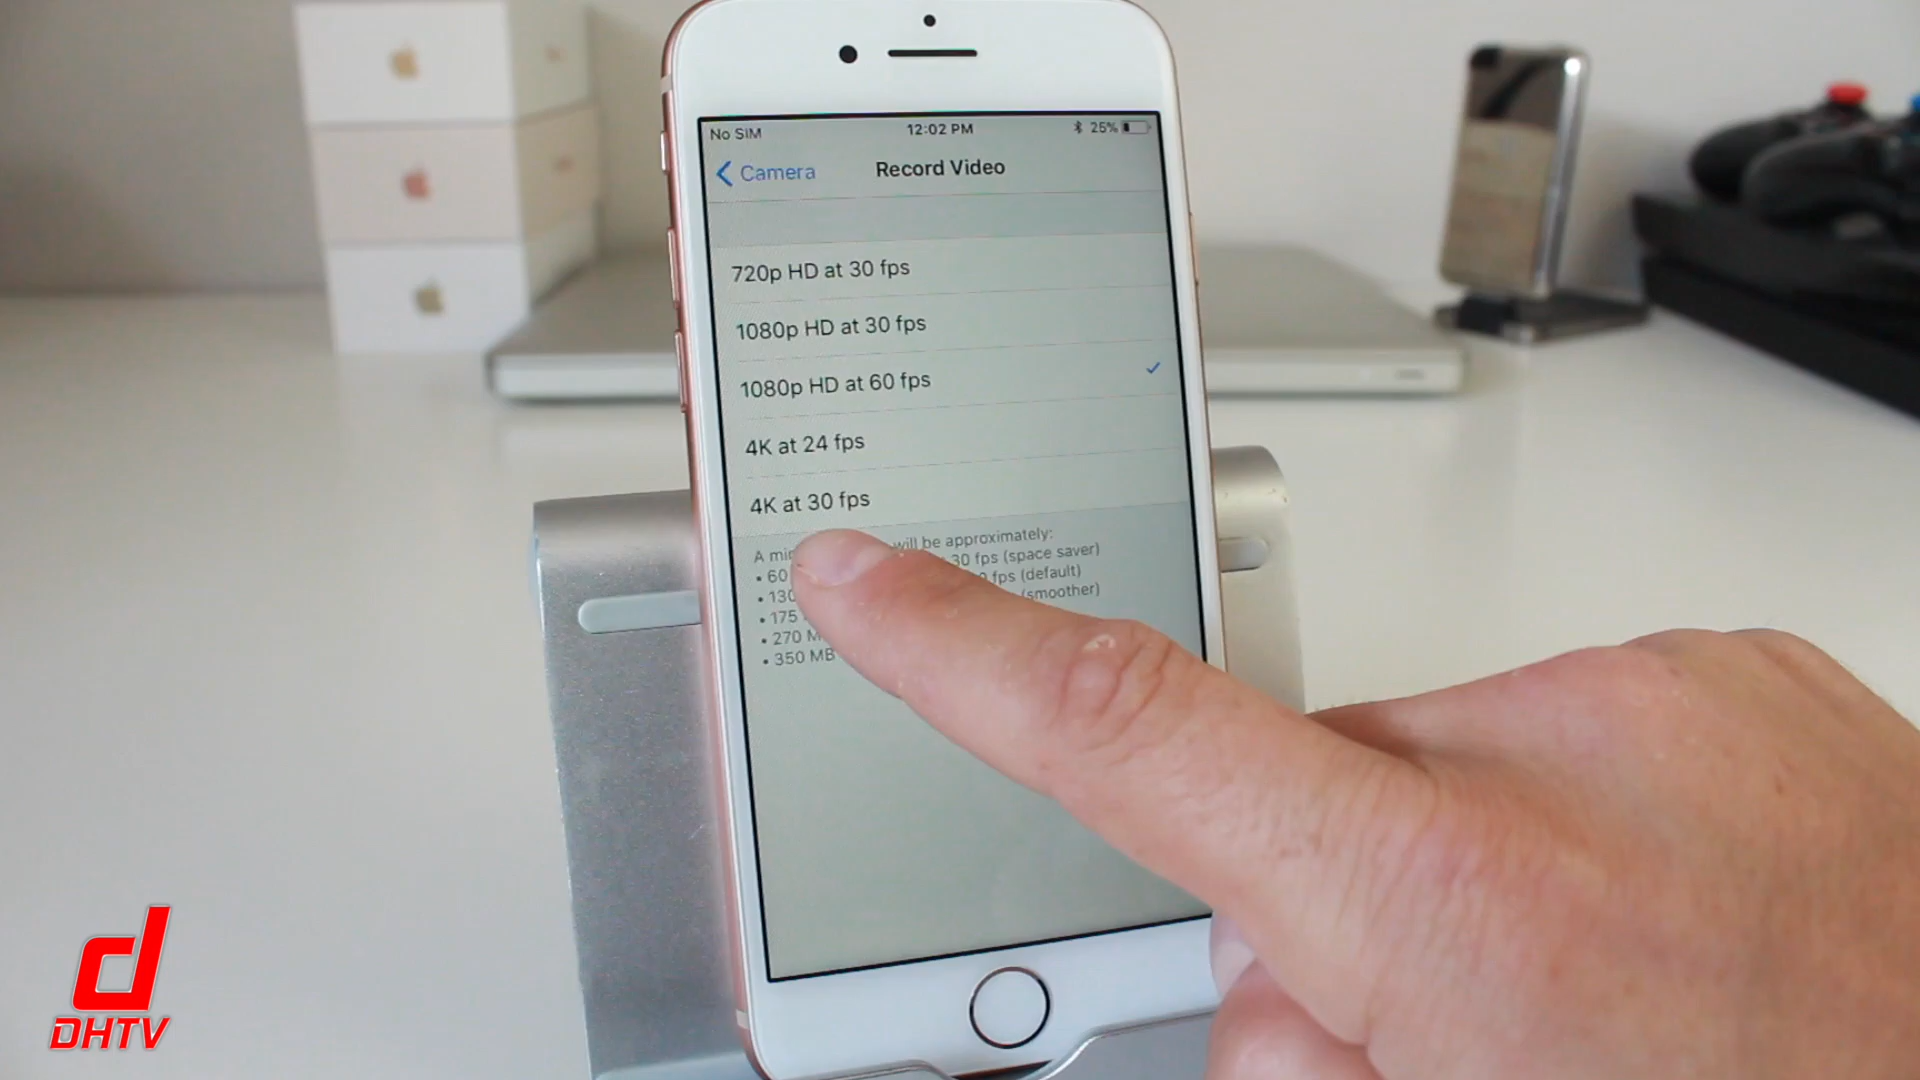 No SIM 12:02 PM 25%
Camera Record Video
720p HD at 30 fps
1080p HD at 30 fps
1080p HD at 60 fps
4K at 24 fps
4K at 30 fps
A will be approximately:
• 60 30 fps (space saver)
• 130 fps (default)
• 175 (smoother)
• 270
• 350 MB
d
DHTV